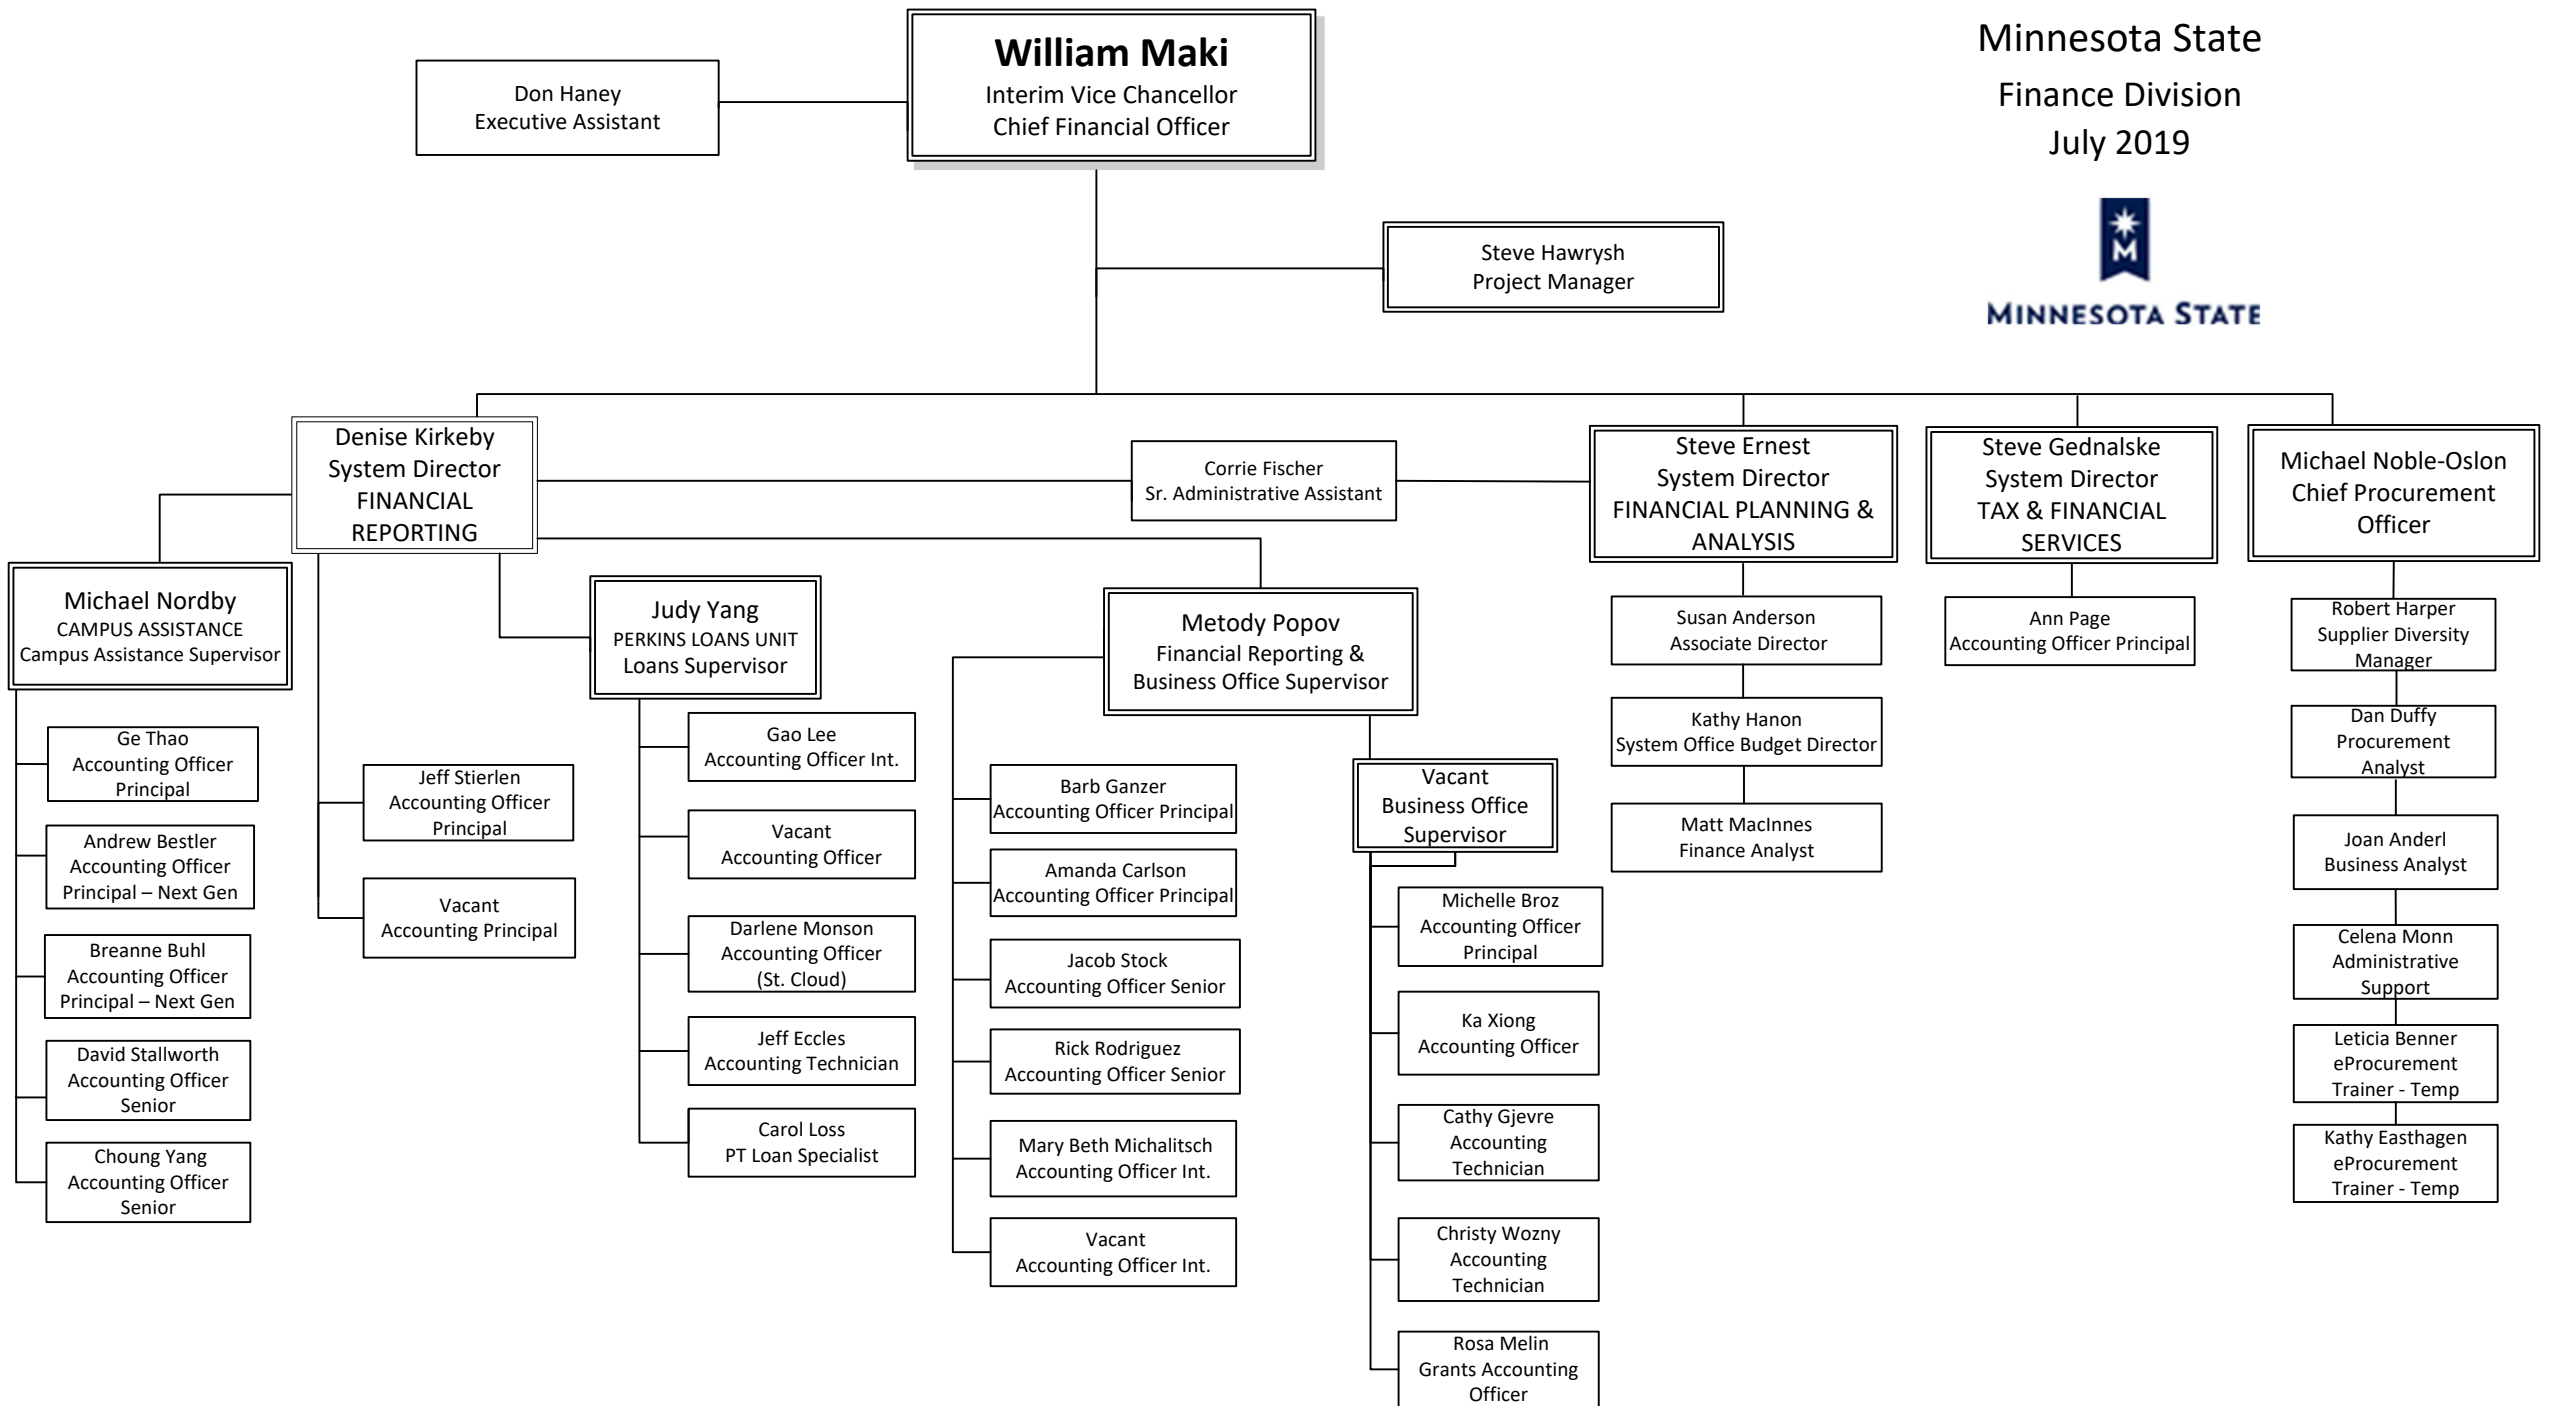 William Maki
Interim Vice Chancellor
Chief Financial Officer
Don Haney
Executive Assistant
Minnesota State
Finance Division
July 2019
M
MINNESOTA STATE
Steve Hawrysh
Project Manager
Denise Kirkeby
System Director
FINANCIAL
REPORTING
Corrie Fischer
Sr. Administrative Assistant
Steve Ernest
System Director
FINANCIAL PLANNING &
ANALYSIS
Steve Gednalske
System Director
TAX & FINANCIAL
SERVICES
Michael Noble-Oslon
Chief Procurement
Officer
Michael Nordby
CAMPUS ASSISTANCE
Campus Assistance Supervisor
Ge Thao
Accounting Officer
Principal
Andrew Bestler
Accounting Officer
Principal – Next Gen
Breanne Buhl
Accounting Officer
Principal – Next Gen
David Stallworth
Accounting Officer
Senior
Choung Yang
Accounting Officer
Senior
Jeff Stierlen
Accounting Officer
Principal
Vacant
Accounting Principal
Judy Yang
PERKINS LOANS UNIT
Loans Supervisor
Gao Lee
Accounting Officer Int.
Vacant
Accounting Officer
Darlene Monson
Accounting Officer
(St. Cloud)
Jeff Eccles
Accounting Technician
Carol Loss
PT Loan Specialist
Metody Popov
Financial Reporting &
Business Office Supervisor
Barb Ganzer
Accounting Officer Principal
Amanda Carlson
Accounting Officer Principal
Jacob Stock
Accounting Officer Senior
Rick Rodriguez
Accounting Officer Senior
Mary Beth Michalitsch
Accounting Officer Int.
Vacant
Accounting Officer Int.
Vacant
Business Office
Supervisor
Michelle Broz
Accounting Officer
Principal
Ka Xiong
Accounting Officer
Cathy Gjevre
Accounting
Technician
Christy Wozny
Accounting
Technician
Rosa Melin
Grants Accounting
Officer
Susan Anderson
Associate Director
Kathy Hanon
System Office Budget Director
Matt MacInnes
Finance Analyst
Ann Page
Accounting Officer Principal
Robert Harper
Supplier Diversity
Manager
Dan Duffy
Procurement
Analyst
Joan Anderl
Business Analyst
Celena Monn
Administrative
Support
Leticia Benner
eProcurement
Trainer - Temp
Kathy Easthagen
eProcurement
Trainer - Temp